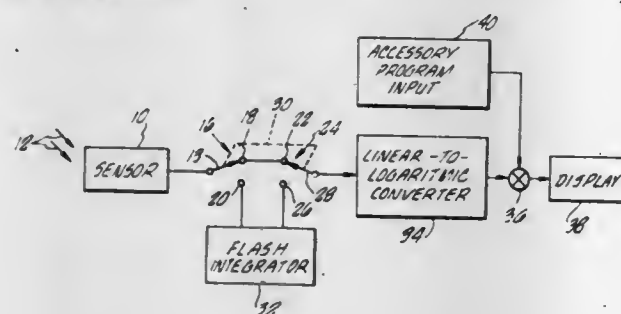 40
ACCESSORY
PROGRAM
INPUT
12
10
SENSOR
16
13
18
30
22
24
20
26
28
LINEAR-TO-
LOGARITHMIC
CONVERTER
34
36
DISPLAY
38
FLASH
INTEGRATOR
32